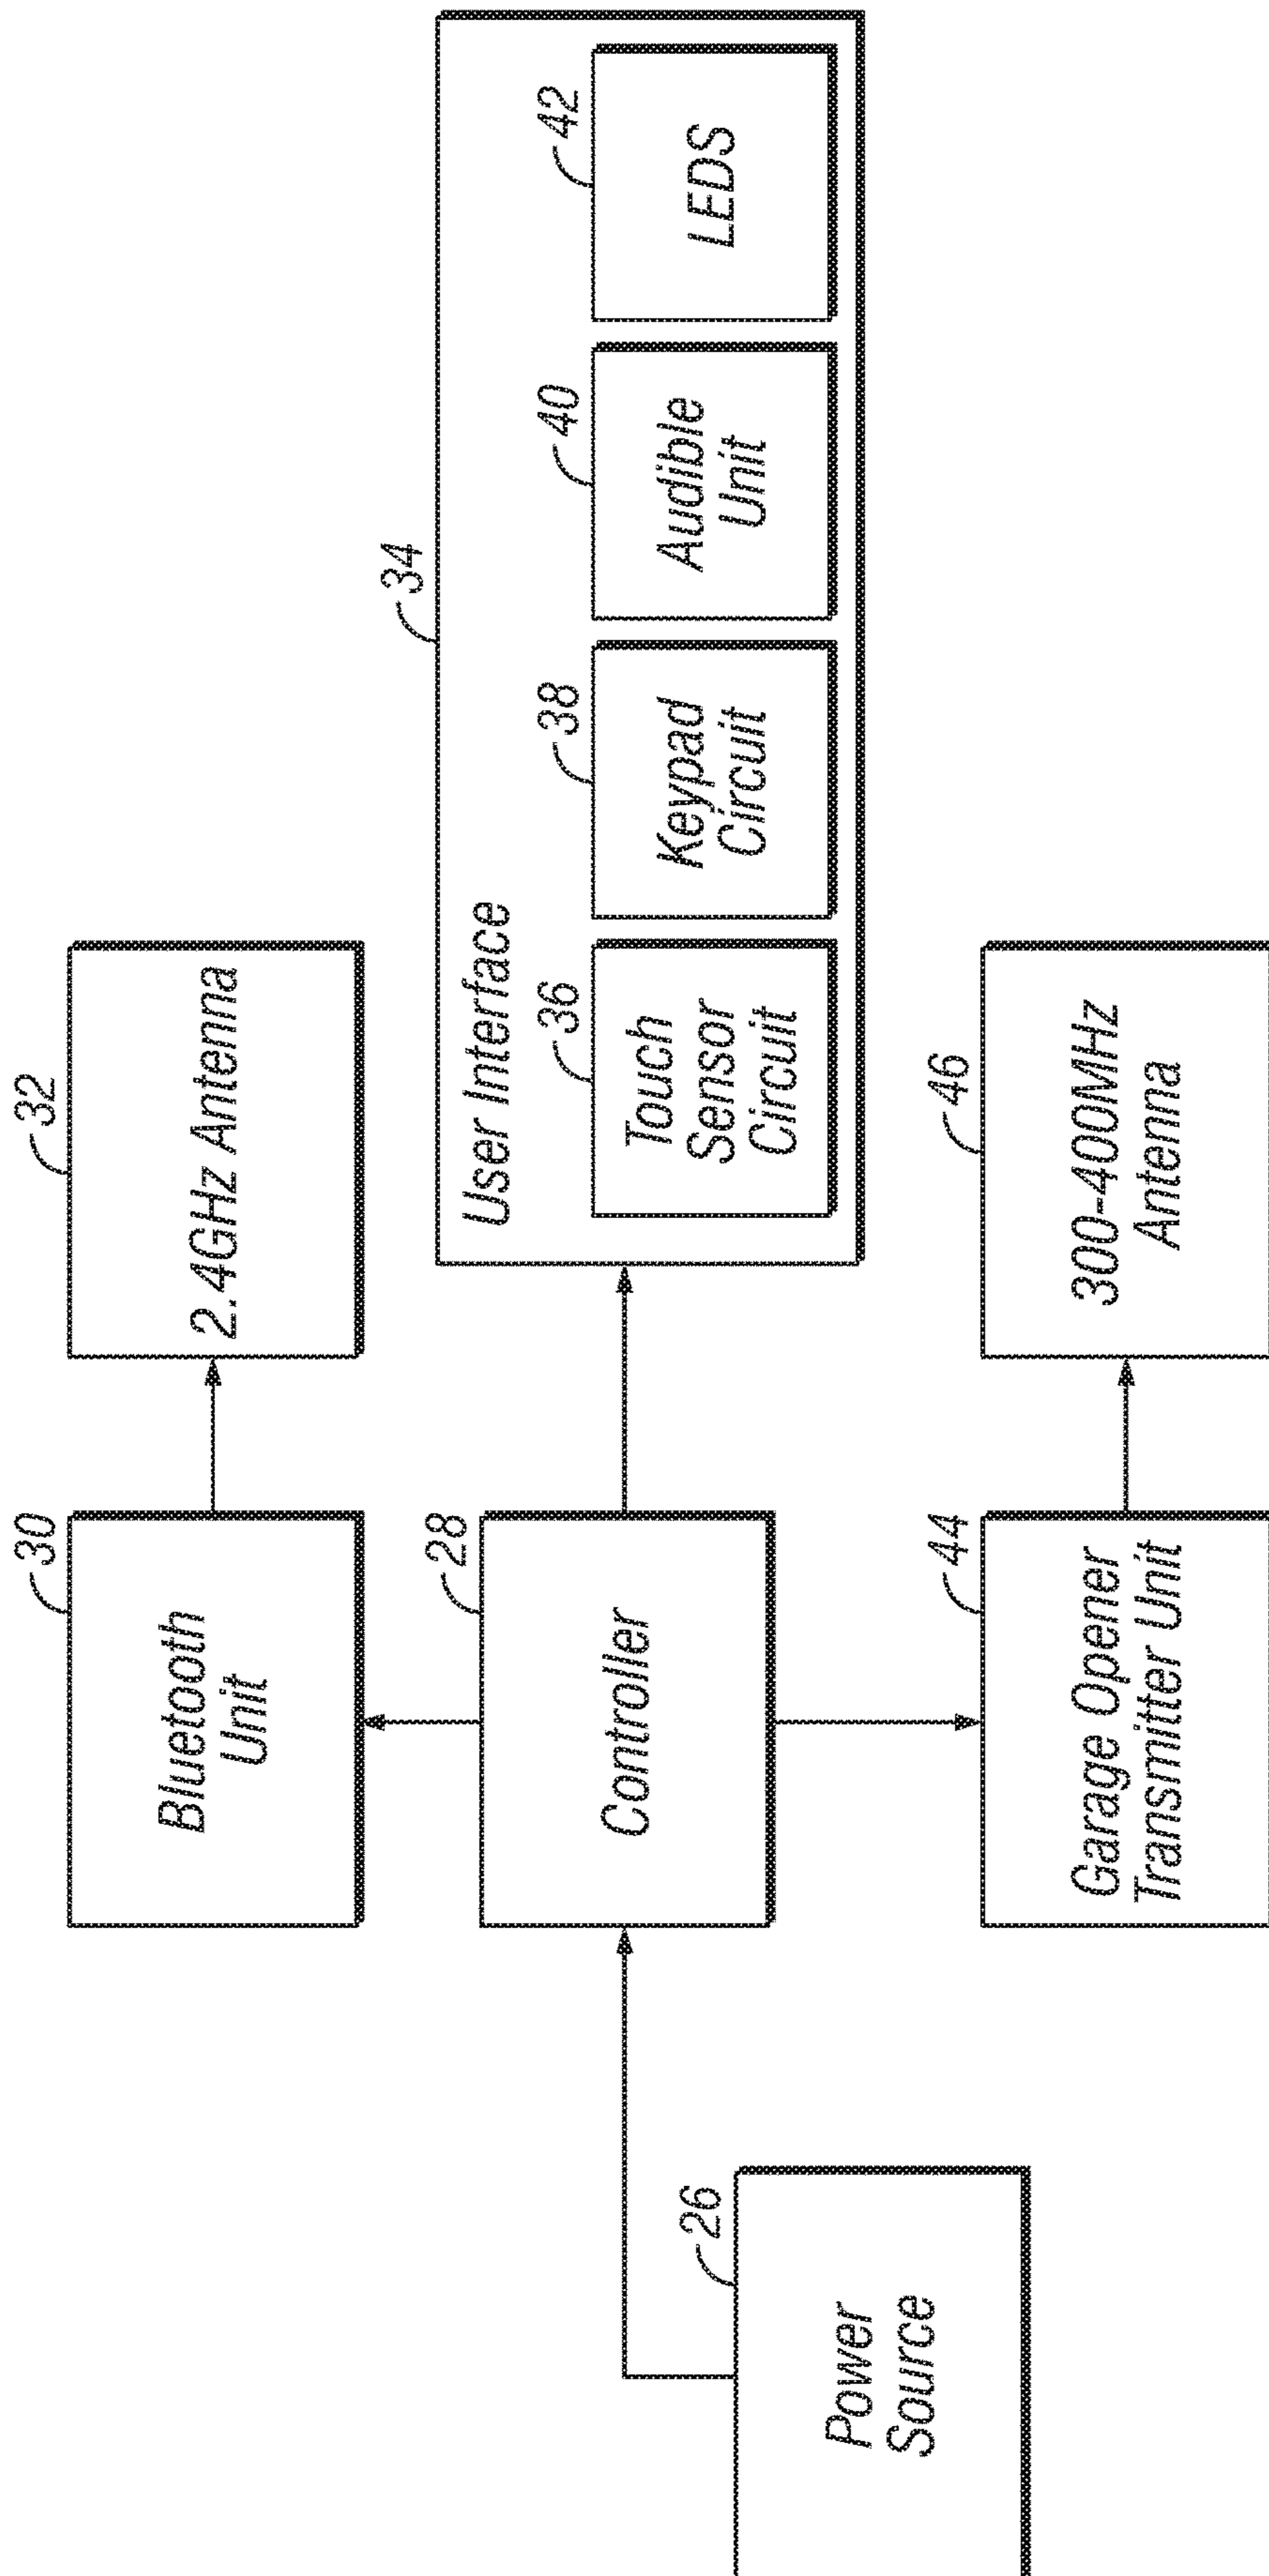 30
Bluetooth
Unit
32
2.4GHz Antenna
28
Controller
34
User Interface
36
Touch
Sensor
Circuit
38
Keypad
Circuit
40
Audible
Unit
42
LEDS
26
Power
Source
44
Garage Opener
Transmitter Unit
46
300-400MHz
Antenna